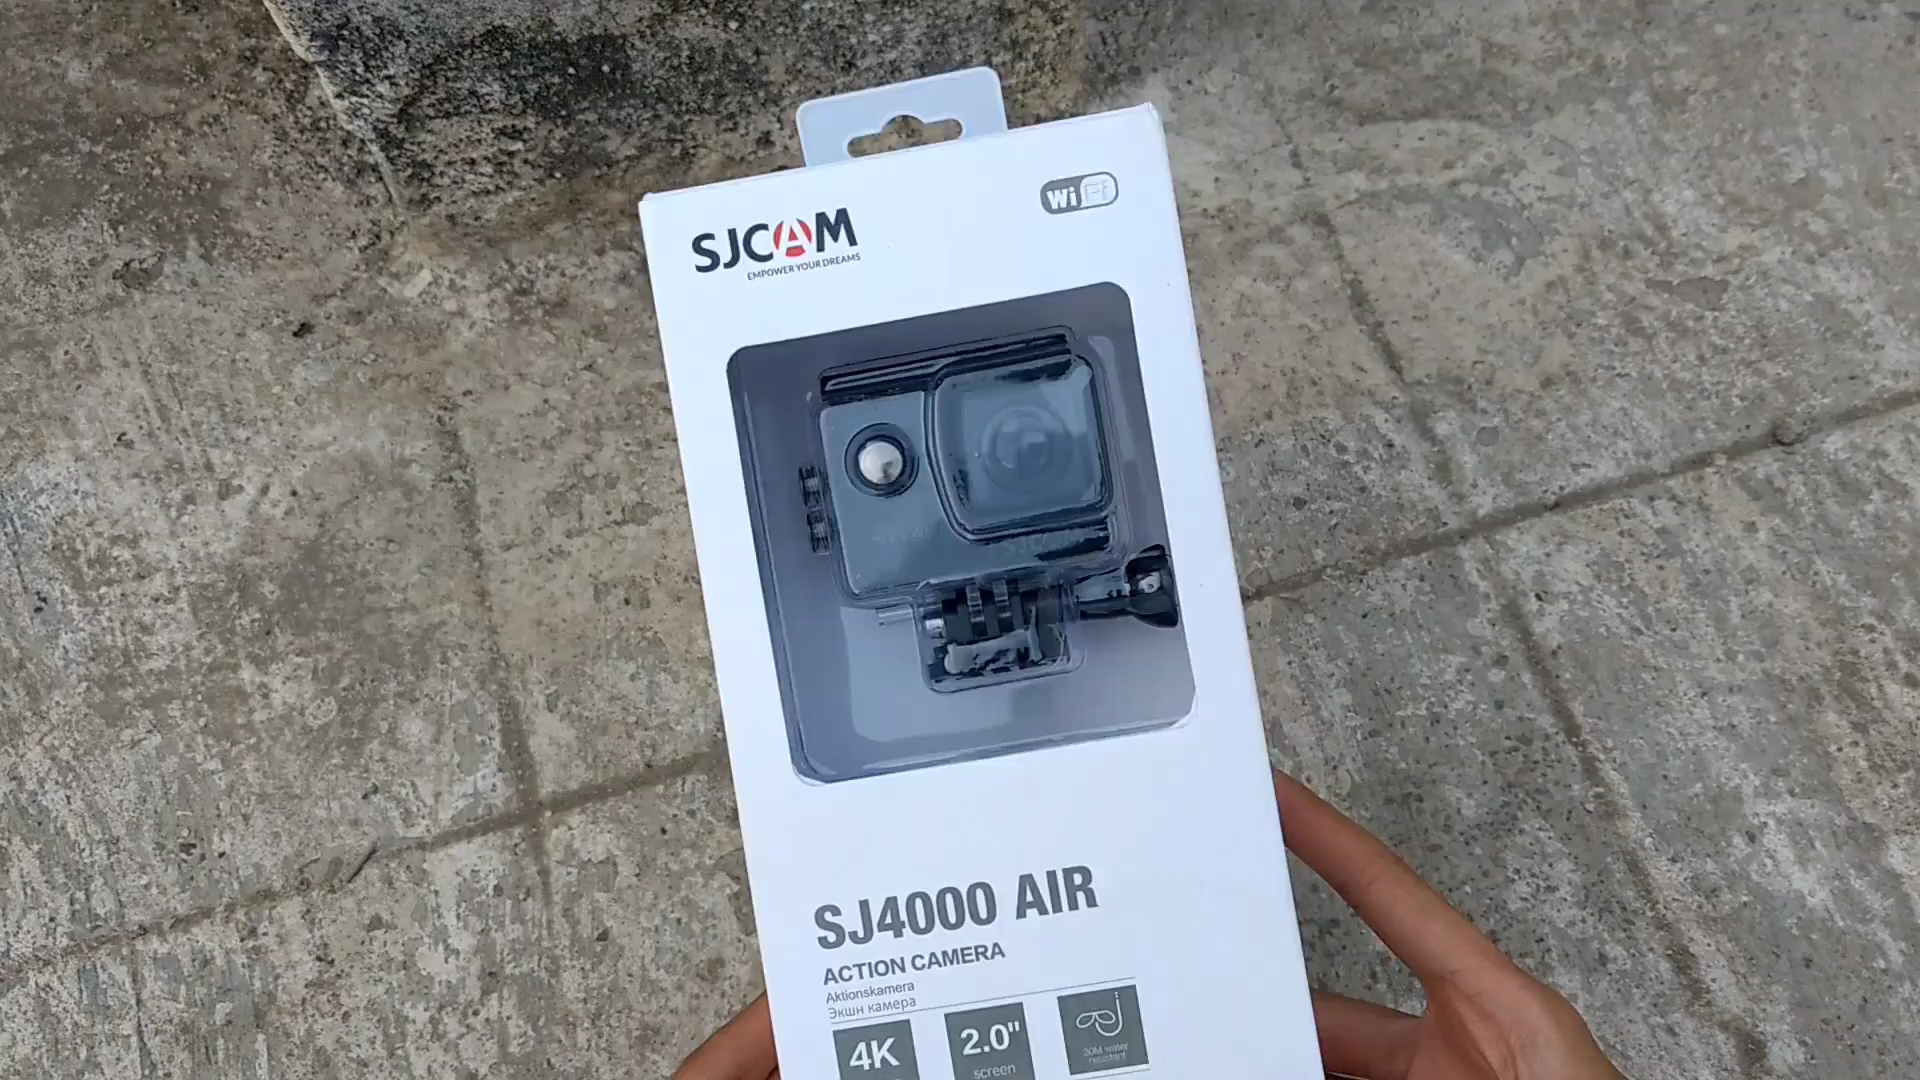 SJCAM
EMPOWER YOUR DREAMS
WiFi
SJ4000 AIR
ACTION CAMERA
Aktionskamera
Экшн камера
4K
2.0"
screen
30M water
resistant